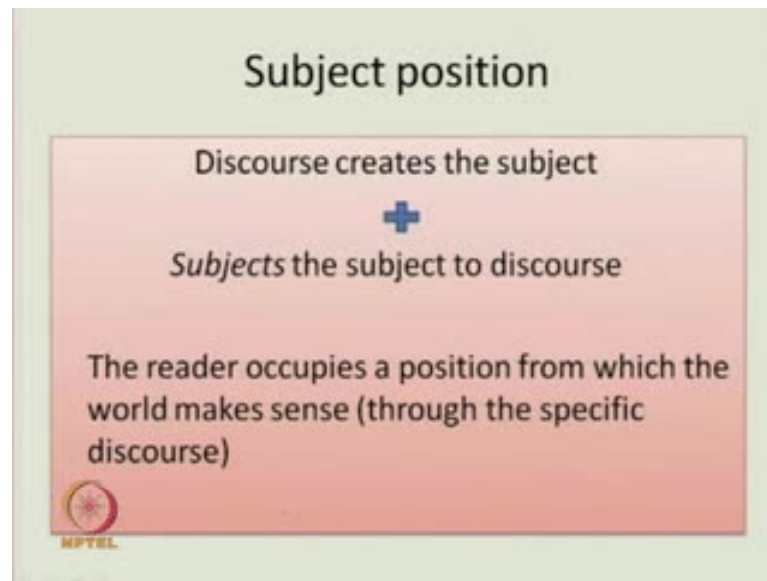 Subject position
Discourse creates the subject
Subjects the subject to discourse
The reader occupies a position from which the
world makes sense (through the specific
discourse)
NPTEL